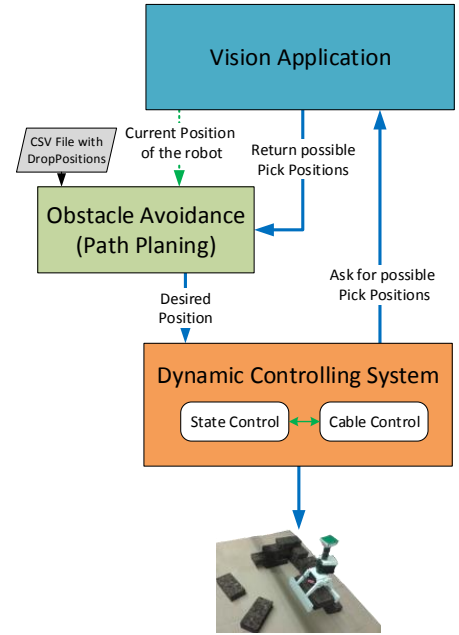 Vision Application
CSV File with
DropPositions
Current Position
of the robot
Return possible
Pick Positions
Obstacle Avoidance
(Path Planing)
Ask for possible
Pick Positions
Desired
Position
Dynamic Controlling System
State Control
Cable Control